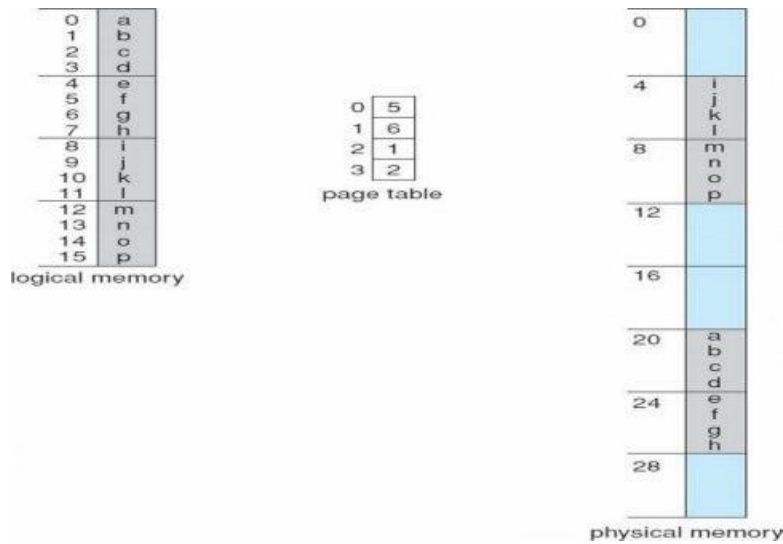 0 a
1 b
2 c
3 d
4 e
5 f
6 g
7 h
8 i
9 j
10 k
11 l
12 m
13 n
14 o
15 p
logical memory
0 5
1 6
2 1
3 2
page table
0
4 i
j
k
l
8 m
n
o
p
12
16
20 a
b
c
d
24 e
f
g
h
28
physical memory